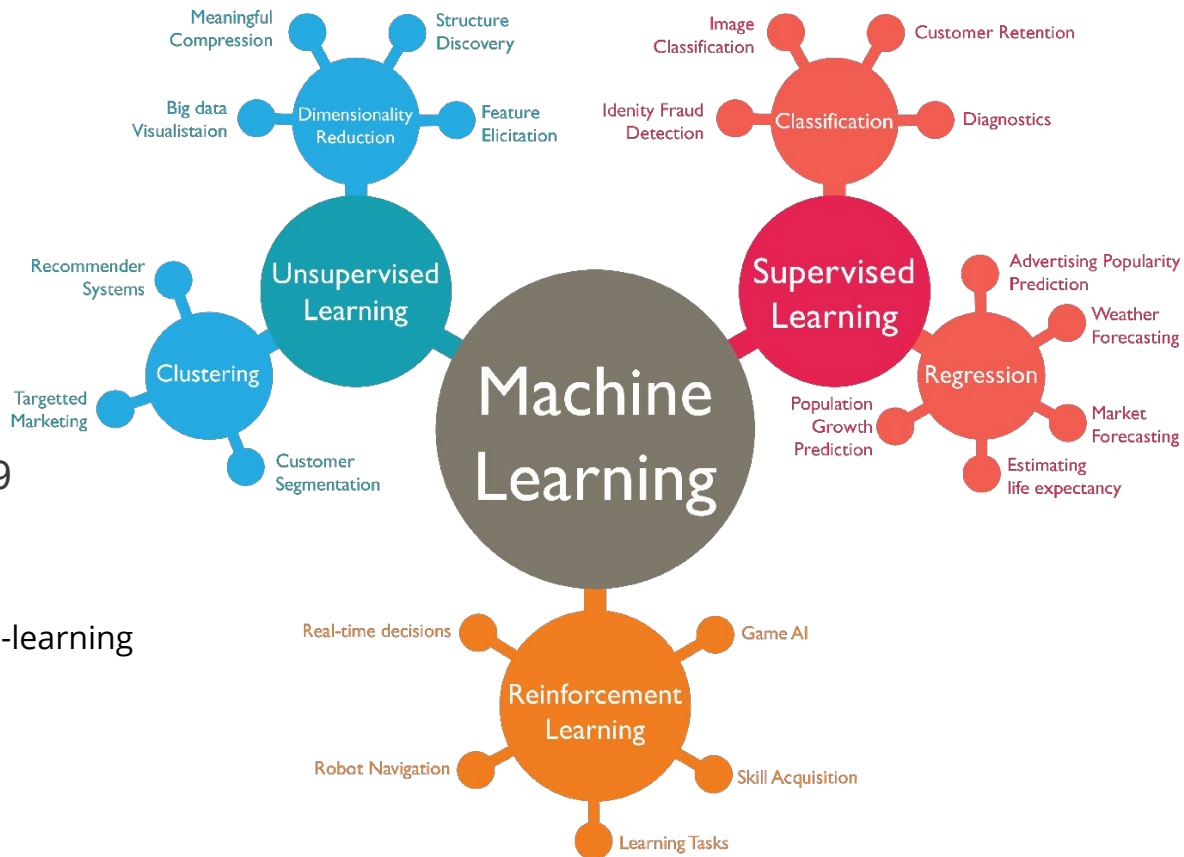 Meaningful
Compression
Structure
Discovery
Big data
Visualistaion
Dimensionality
Reduction
Feature
Elicitation
Unsupervised
Learning
Recommender
Systems
Clustering
Targetted
Marketing
Customer
Segmentation
Image
Classification
Customer Retention
Idenity Fraud
Detection
Classification
Diagnostics
Supervised
Learning
Advertising Popularity
Prediction
Weather
Forecasting
Regression
Population
Growth
Prediction
Market
Forecasting
Estimating
life expectancy
Machine
Learning
9
-learning
Real-time decisions
Game AI
Reinforcement
Learning
Robot Navigation
Skill Acquisition
Learning Tasks